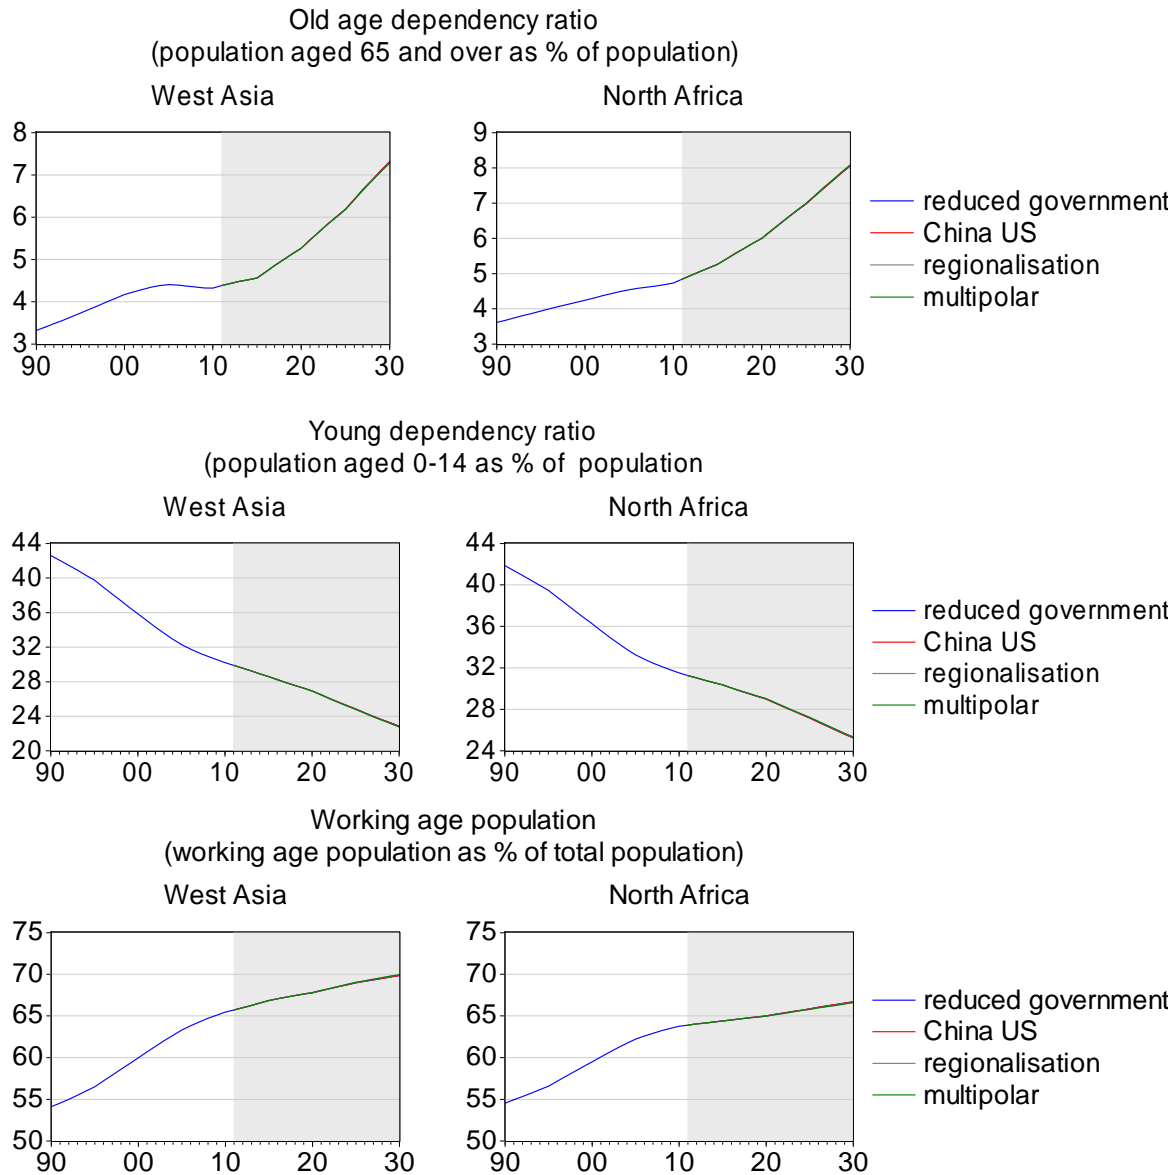 Old age dependency ratio
(population aged 65 and over as % of population)
West Asia
North Africa
8
7
6
5
4
3
90 00 10 20 30
9
8
7
6
5
4
3
90 00 10 20 30
reduced government
China US
regionalisation
multipolar
Young dependency ratio
(population aged 0-14 as % of population
West Asia
North Africa
44
40
36
32
28
24
20
90 00 10 20 30
44
40
36
32
28
24
90 00 10 20 30
reduced government
China US
regionalisation
multipolar
Working age population
(working age population as % of total population)
West Asia
North Africa
75
70
65
60
55
50
90 00 10 20 30
75
70
65
60
55
50
90 00 10 20 30
reduced government
China US
regionalisation
multipolar